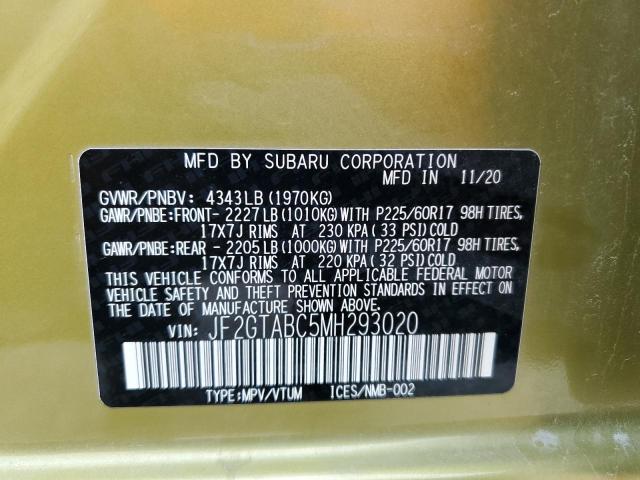 MFD BY SUBARU CORPORATION
MFD IN 11/20
GVWR/PNBV: 4343LB (1970KG)
GAWR/PNBE:FRONT- 2227LB (1010KG) WITH P225/60R17 98H TIRES,
17X7J RIMS AT 230 KPA (33 PSI) COLD
GAWR/PNBE:REAR - 2205LB (1000KG) WITH P225/60R17 98H TIRES,
17X7J RIMS AT 220 KPA (32 PSI) COLD
THIS VEHICLE CONFORMS TO ALL APPLICABLE FEDERAL MOTOR
VEHICLE SAFETY AND THEFT PREVENTION STANDARDS IN EFFECT
ON THE DATE OF MANUFACTURE SHOWN ABOVE.
VIN: JF2GTABC5MH293020
TYPE:MPV/VTUM ICES/NMB-002